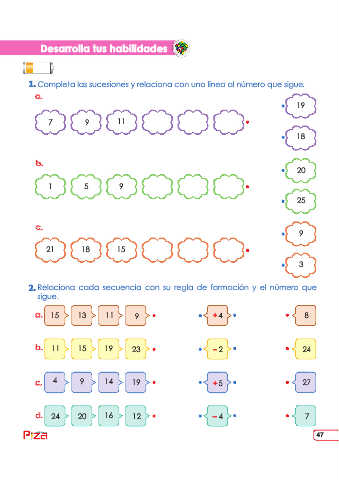 Desarrolla tus habilidades
1. Completa las sucesiones y relaciona con una línea al número que sigue.
a.
7 9 11
19
18
b.
1 5 9
20
25
c.
21 18 15
9
3
2. Relaciona cada secuencia con su regla de formación y el número que
sigue.
a. 15 13 11 9 +4 8
b. 11 15 19 23 -2 24
c. 4 9 14 19 +5 27
d. 24 20 16 12 -4 7
47